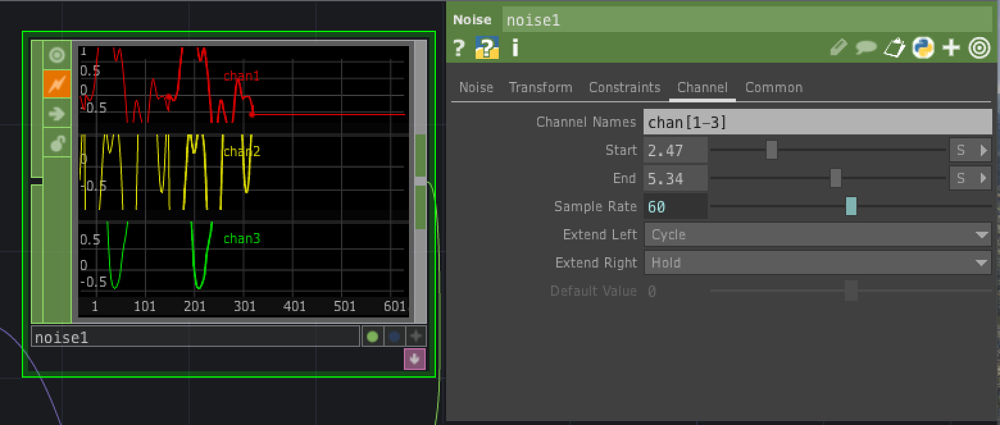 Noise noise1
? ? i
Noise Transform Constraints Channel Common
Channel Names chan[1-3]
Start 2.47 S
End 5.34 S
Sample Rate 60
Extend Left Cycle
Extend Right Hold
Default Value 0
1
0.5
0
-0.5
chan1
0
-0.5
chan2
0.5
0
-0.5
chan3
1 101 201 301 401 501 601
noise1